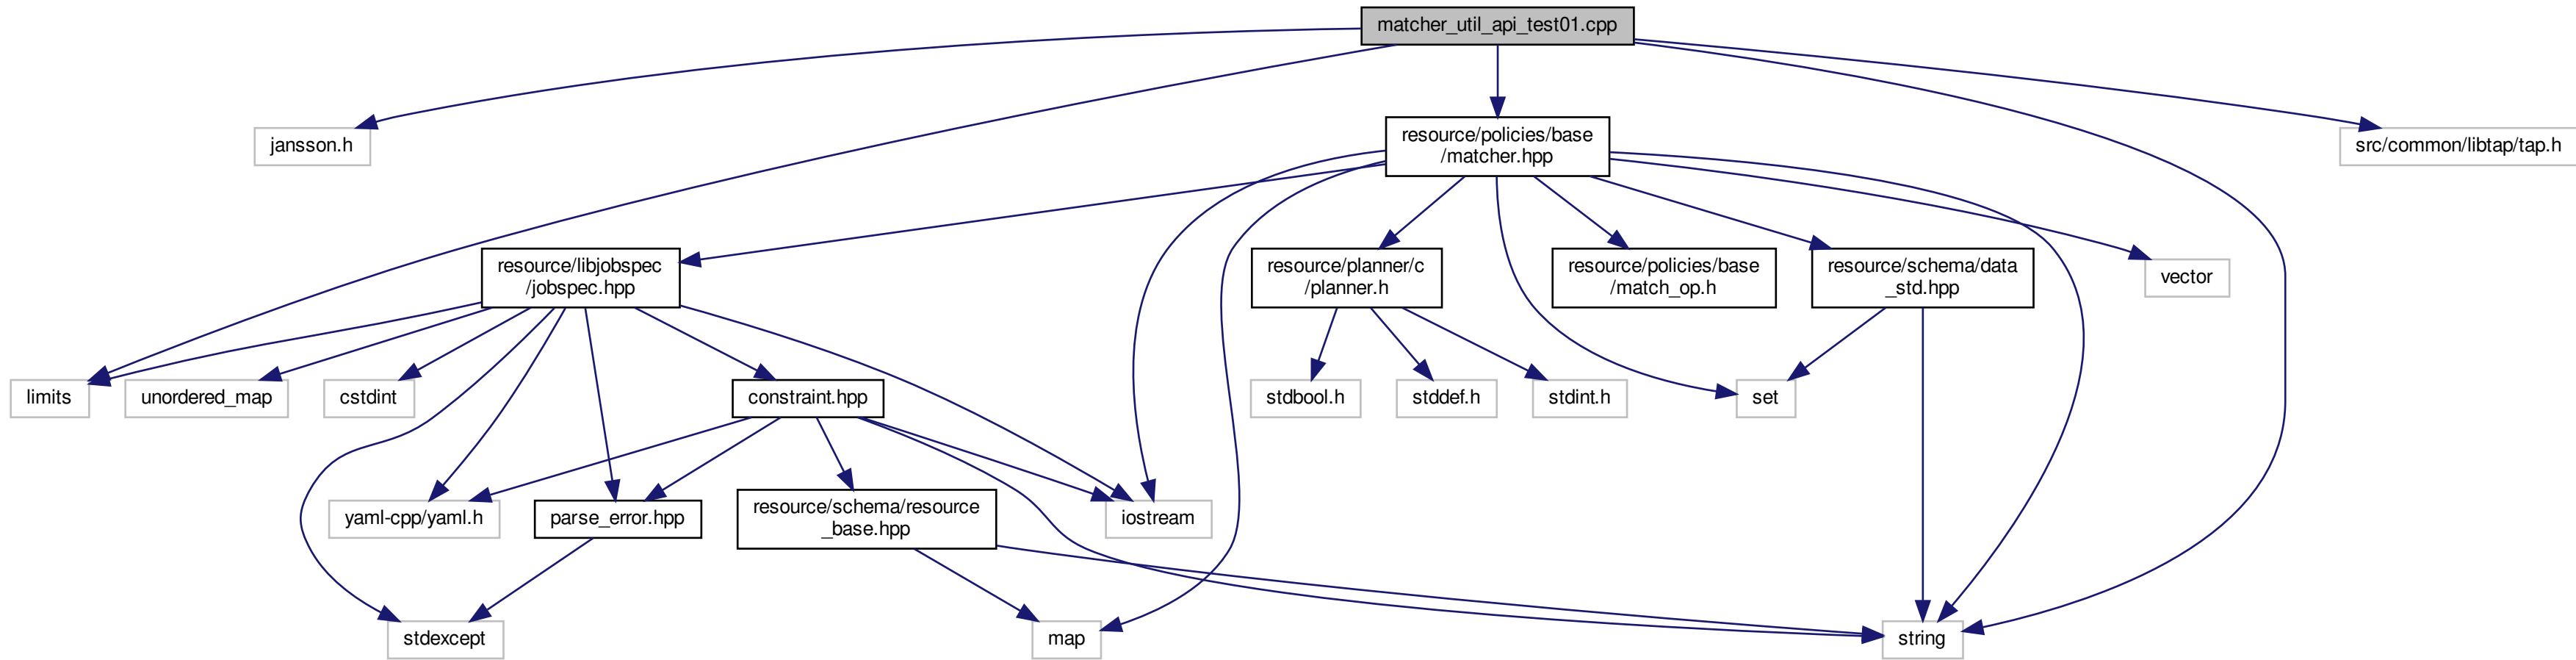 matcher_util_api_test01.cpp
jansson.h
resource/policies/base
/matcher.hpp
src/common/libtap/tap.h
resource/libjobspec
/jobspec.hpp
resource/planner/c
/planner.h
resource/policies/base
/match_op.h
resource/schema/data
_std.hpp
vector
limits
unordered_map
cstdint
constraint.hpp
stdbool.h
stddef.h
stdint.h
set
yaml-cpp/yaml.h
parse_error.hpp
resource/schema/resource
_base.hpp
iostream
stdexcept
map
string